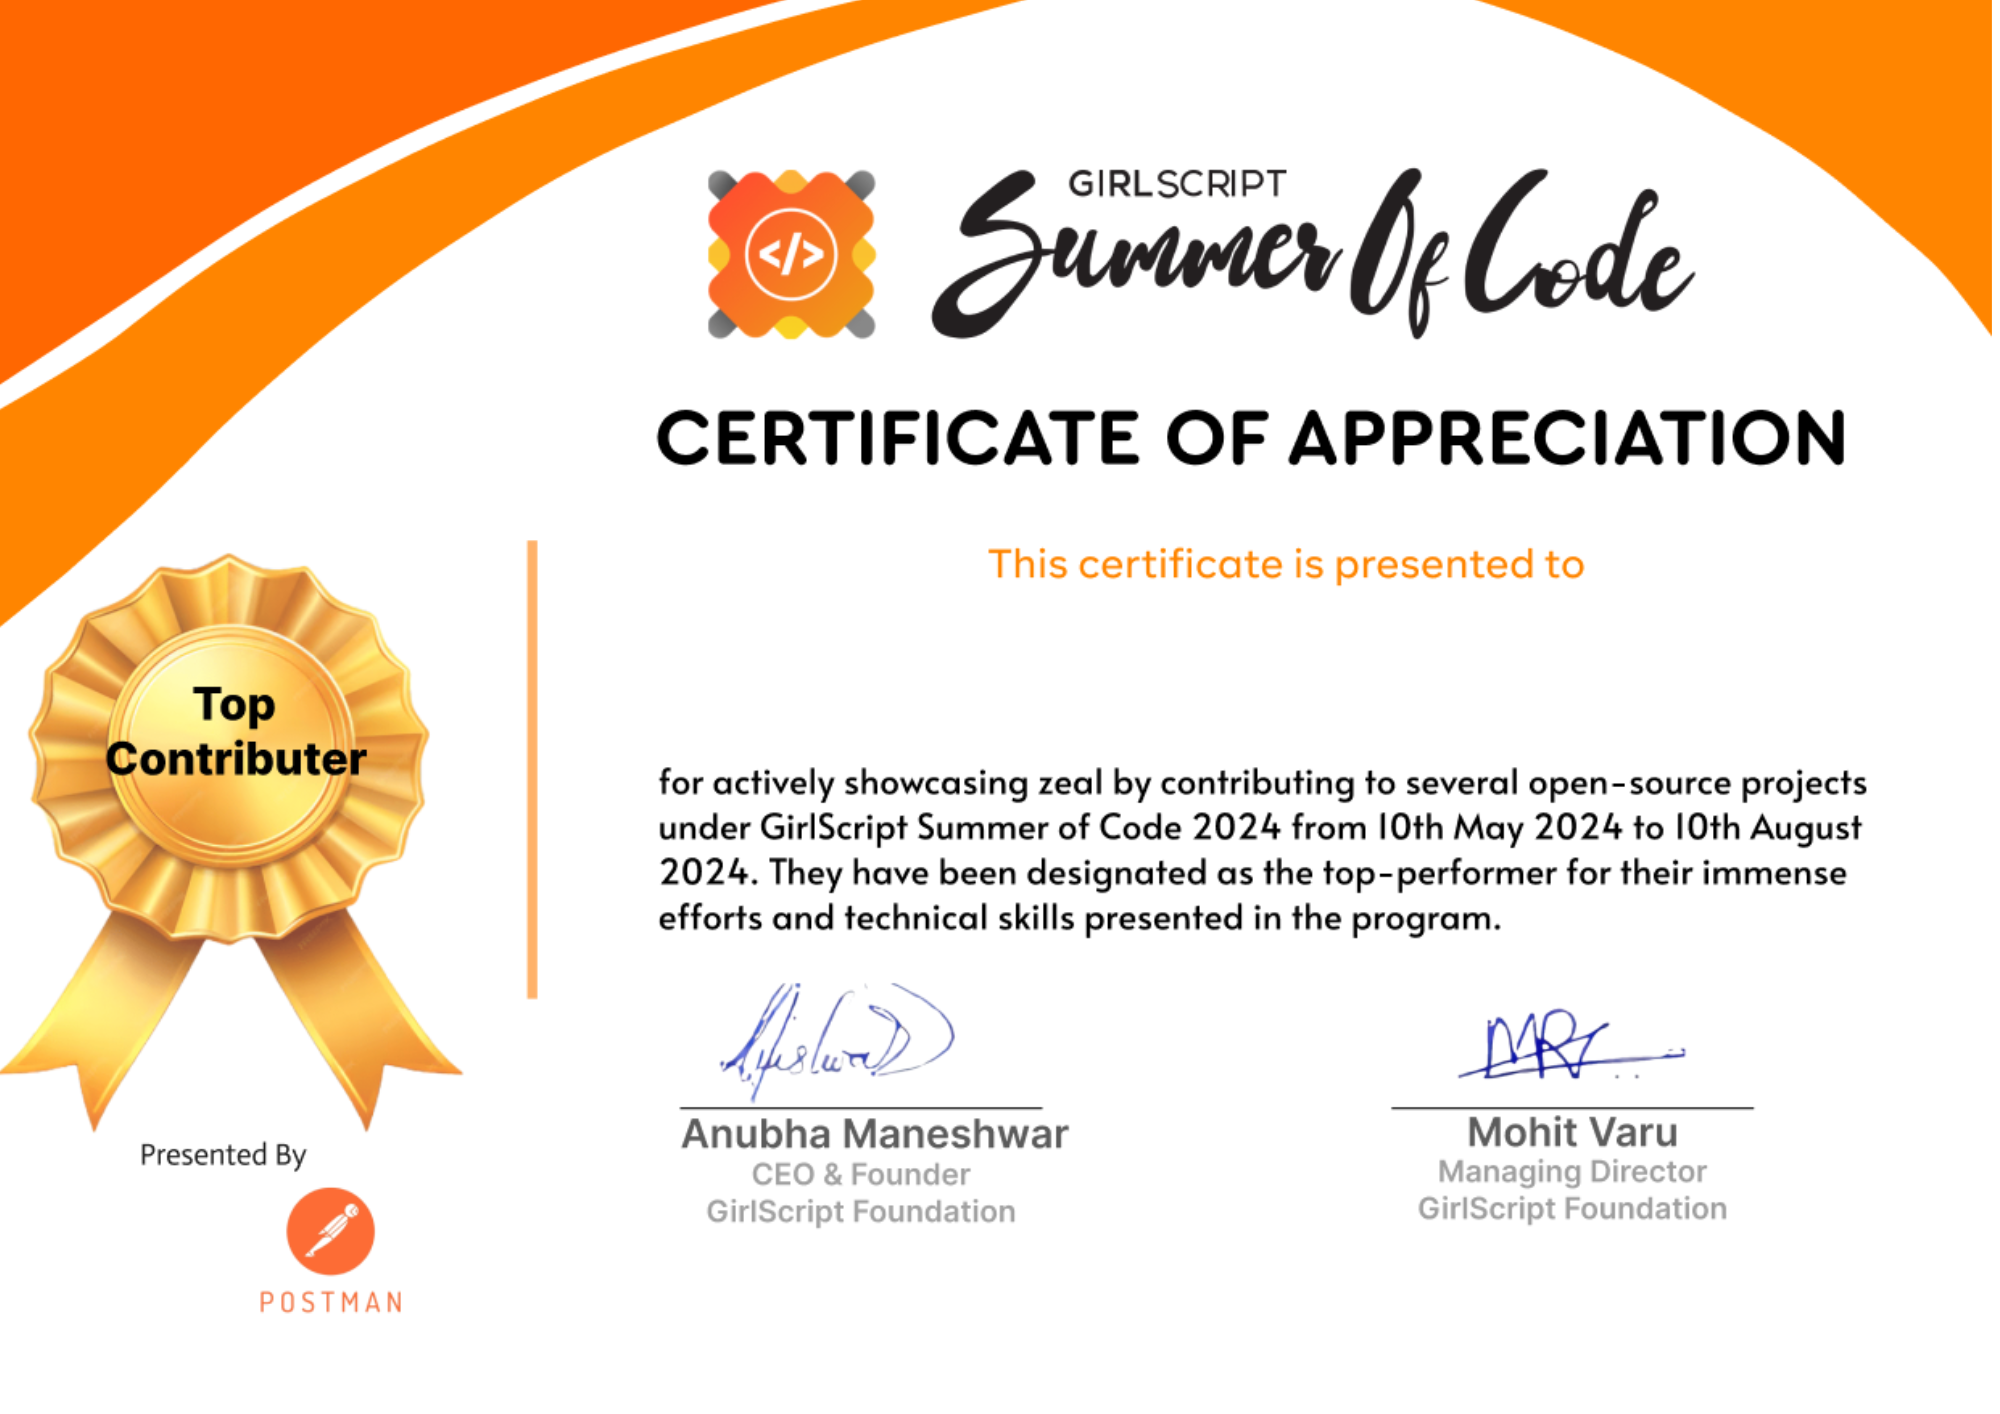 GIRLSCRIPT
Summer Of Code
</>
CERTIFICATE OF APPRECIATION
This certificate is presented to
Top
Contributer
for actively showcasing zeal by contributing to several open-source projects
under GirlScript Summer of Code 2024 from 10th May 2024 to 10th August
2024. They have been designated as the top-performer for their immense
efforts and technical skills presented in the program.
Anubha Maneshwar
CEO & Founder
GirlScript Foundation
Mohit Varu
Managing Director
GirlScript Foundation
Presented By
POSTMAN